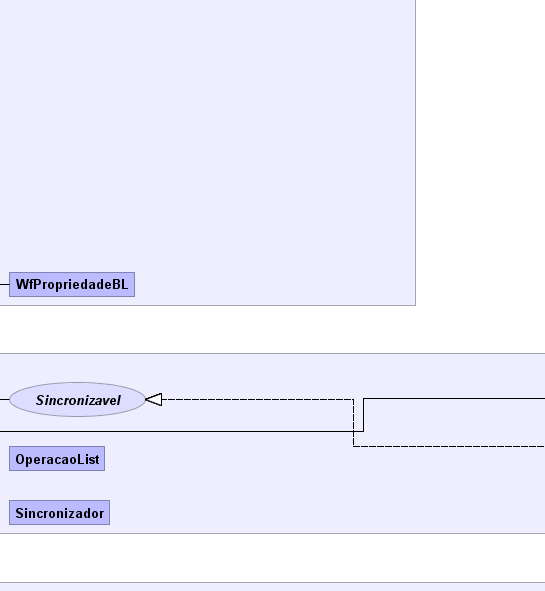 WfPropriedadeBL
Sincronizavel
OperacaoList
Sincronizador